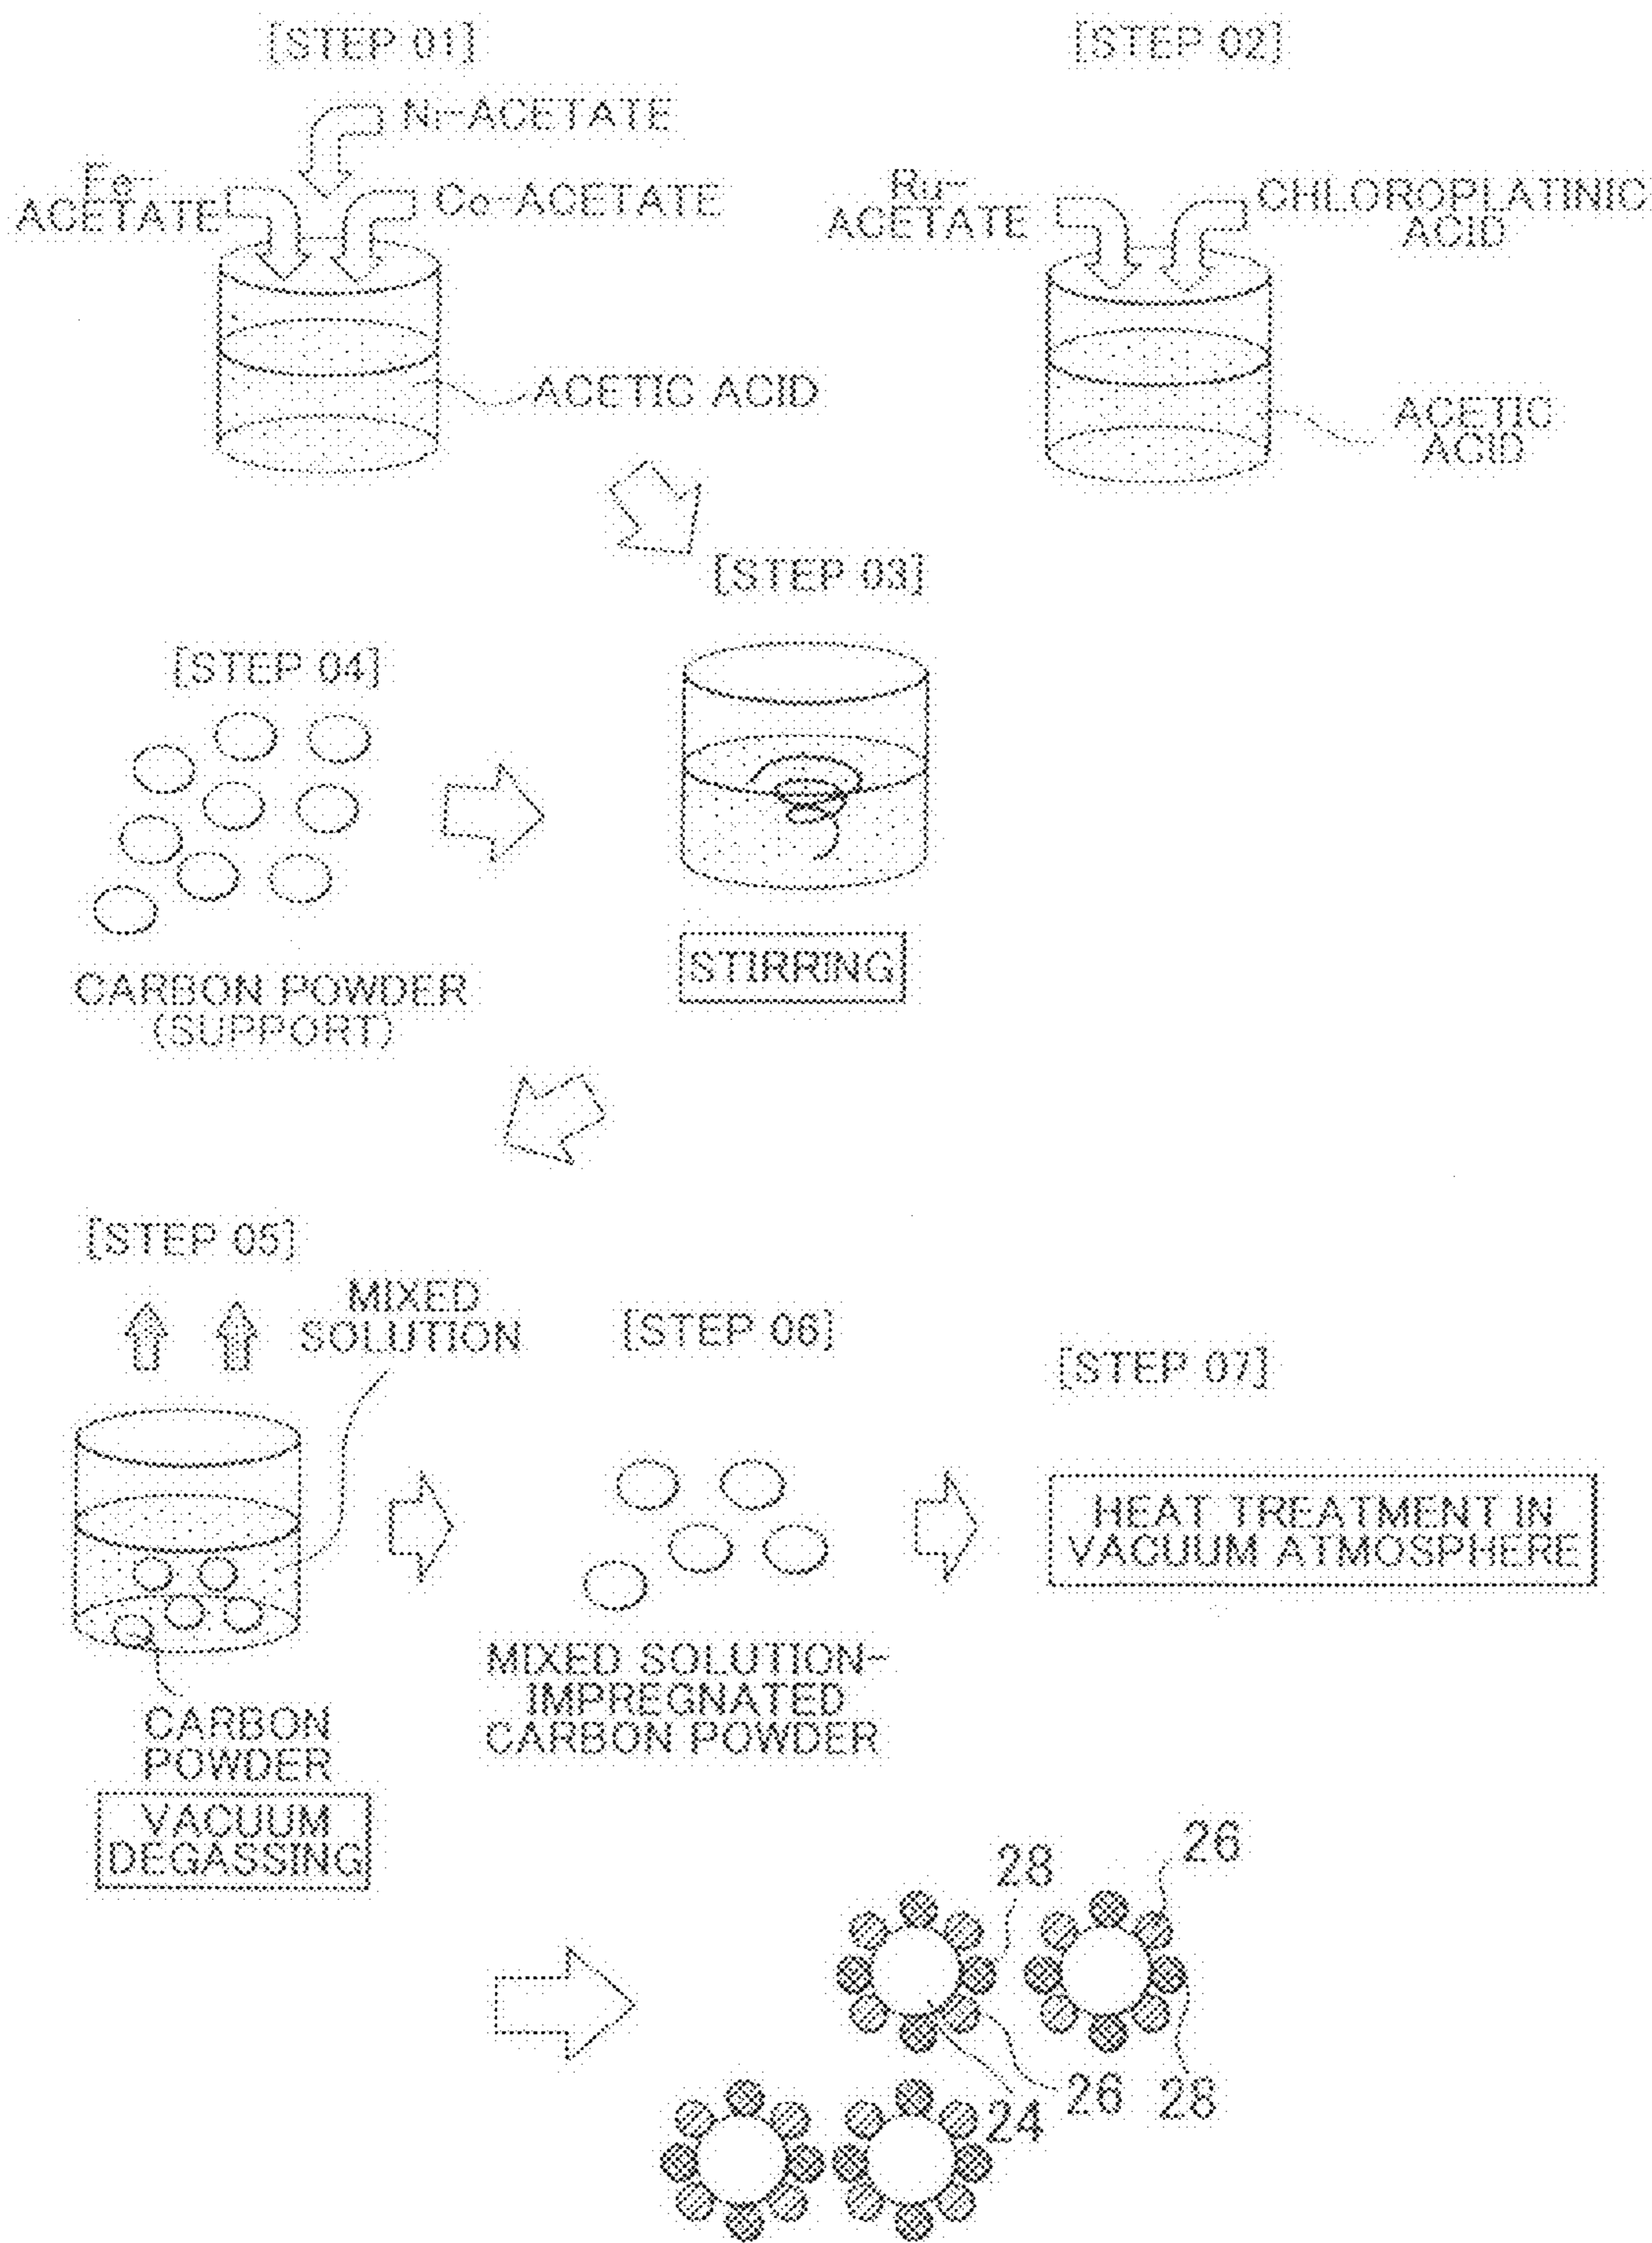 [STEP 01]
Ni-ACETATE
Fe-
ACETATE
Co-ACETATE
ACETIC ACID
[STEP 02]
Ru-
ACETATE
CHLOROPLATINIC
ACID
ACETIC
ACID
[STEP 03]
STIRRING
[STEP 04]
CARBON POWDER
(SUPPORT)
[STEP 05]
MIXED
SOLUTION
CARBON
POWDER
VACUUM
DEGASSING
[STEP 06]
MIXED SOLUTION-
IMPREGNATED
CARBON POWDER
[STEP 07]
HEAT TREATMENT IN
VACUUM ATMOSPHERE
28
26
24
26
28